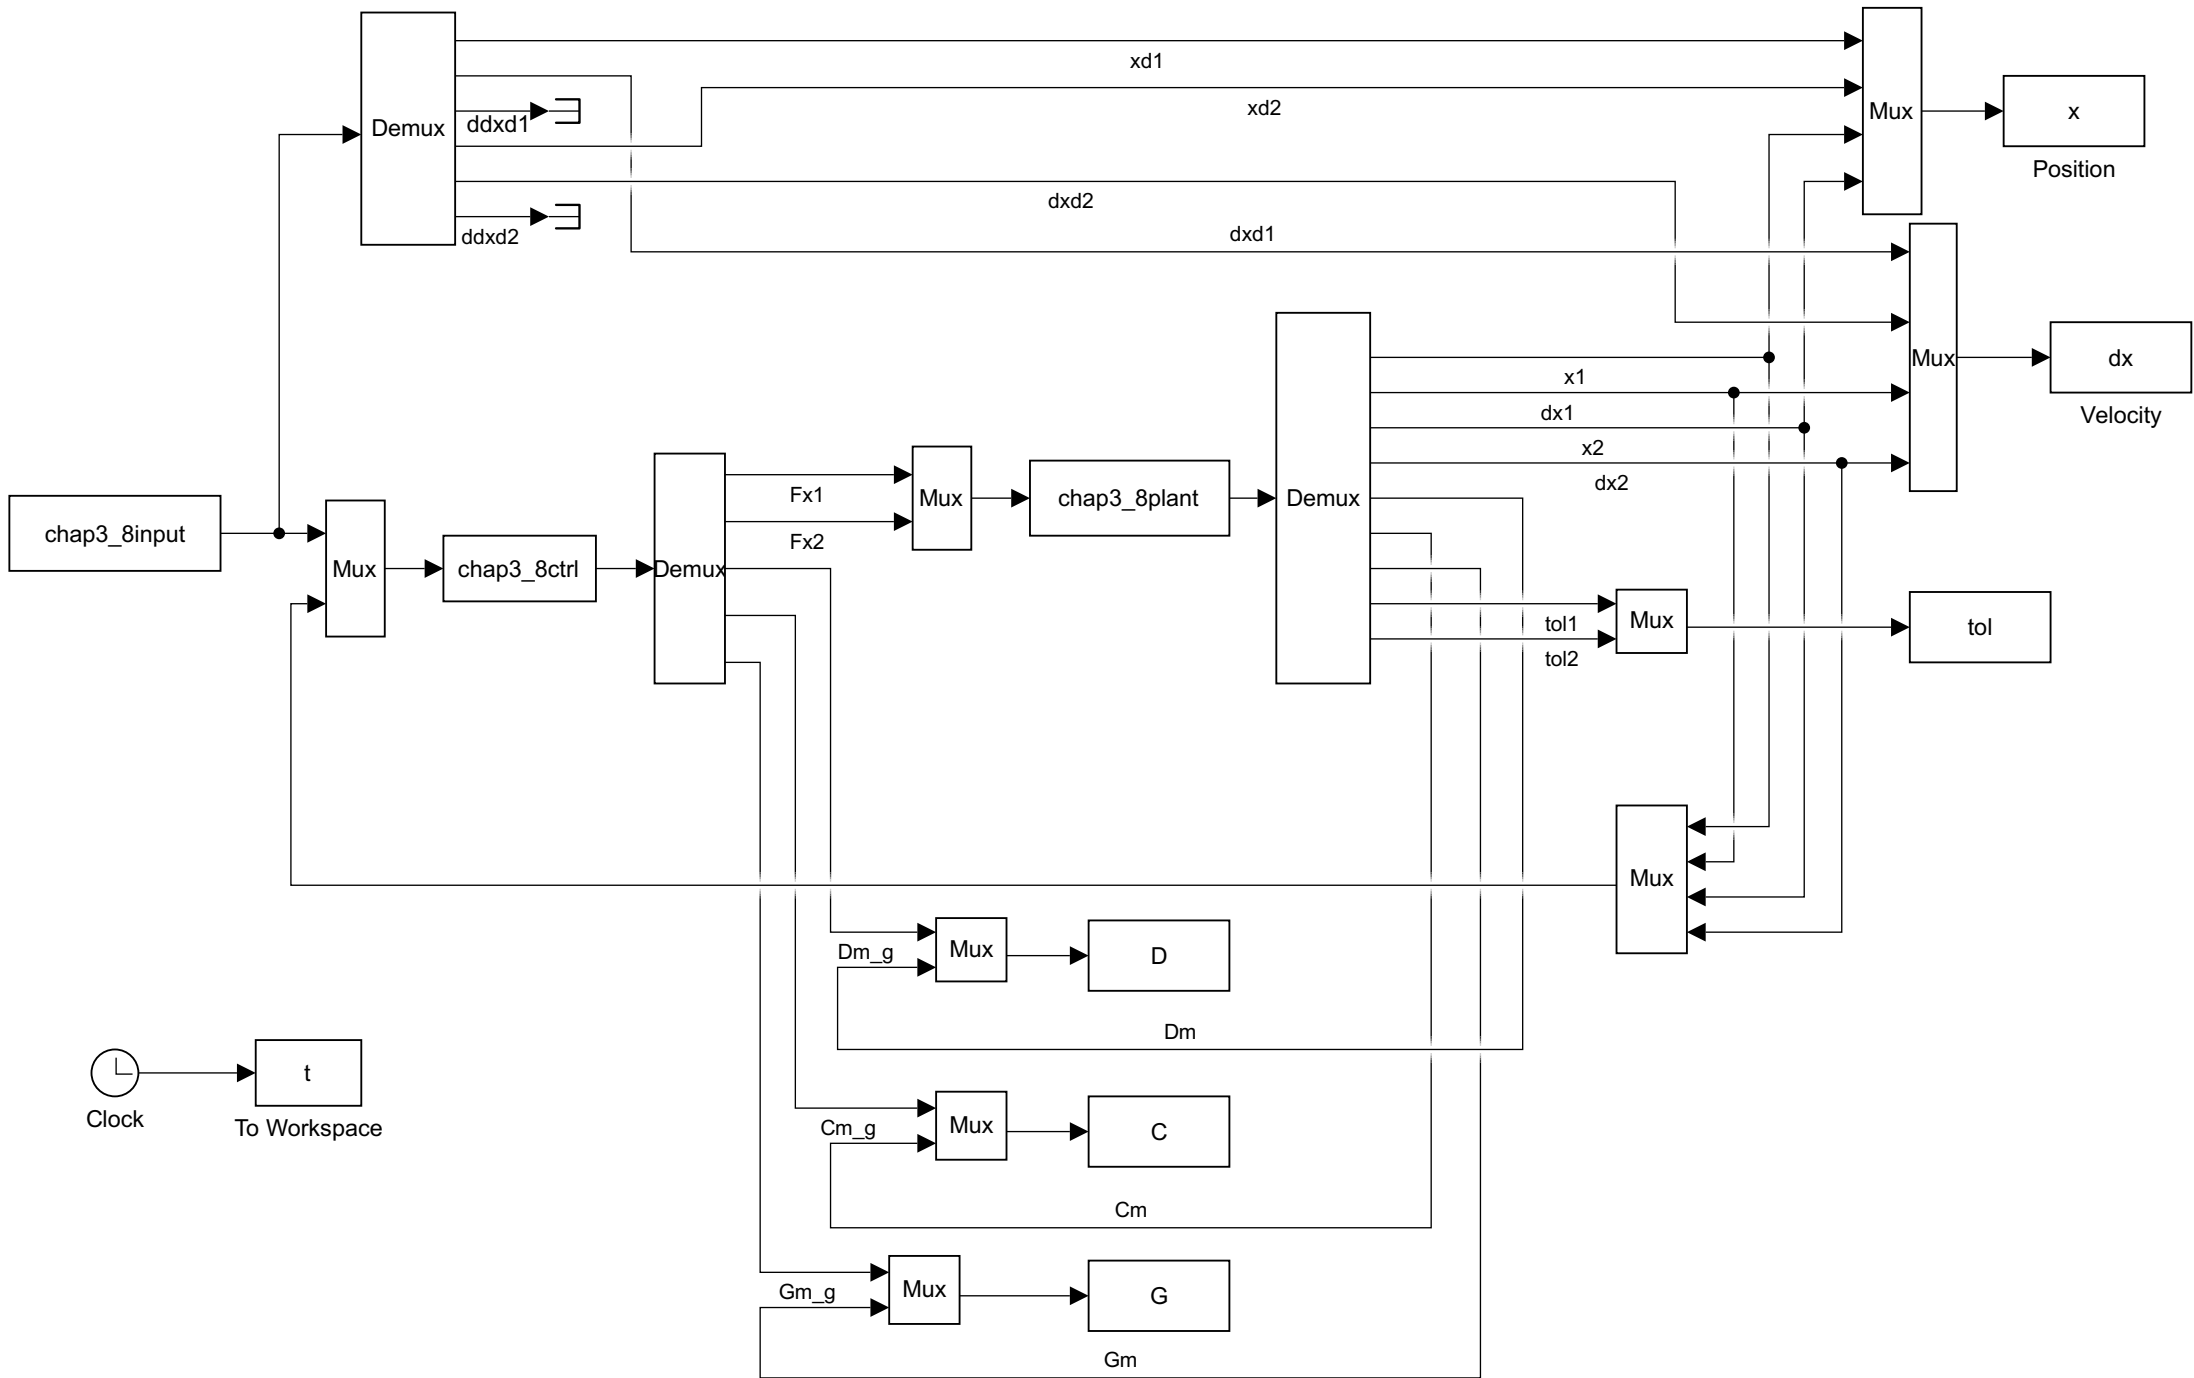 xd1
Mux
x
Position
xd2
Demux
ddxd1
dxd2
ddxd2
dxd1
Mux
dx
Velocity
x1
dx1
x2
dx2
Demux
chap3_8plant
Mux
Fx1
Fx2
chap3_8input
Mux
chap3_8ctrl
Demux
tol1
tol2
Mux
tol
Mux
Dm_g
Mux
D
Dm
t
Clock
To Workspace
Cm_g
Mux
C
Cm
Gm_g
Mux
G
Gm